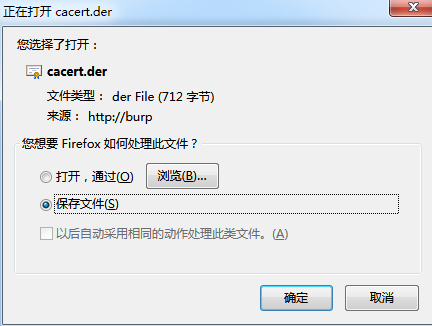 正在打开 cacert.der
您选择了打开：
cacert.der
文件类型： der File (712 字节)
来源： http://burp
您想要 Firefox 如何处理此文件？
打开，通过(O) 浏览(B)...
保存文件(S)
以后自动采用相同的动作处理此类文件。(A)
确定 取消